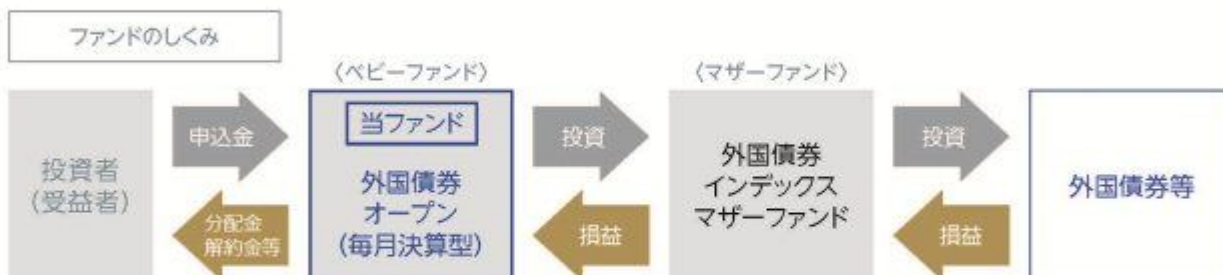 ファンドのしくみ
〈ベビーファンド〉
〈マザーファンド〉
投資者
(受益者)
申込金
分配金
解約金等
当ファンド
外国債券
オープン
(毎月決算型)
投資
損益
外国債券
インデックス
マザーファンド
投資
損益
外国債券等